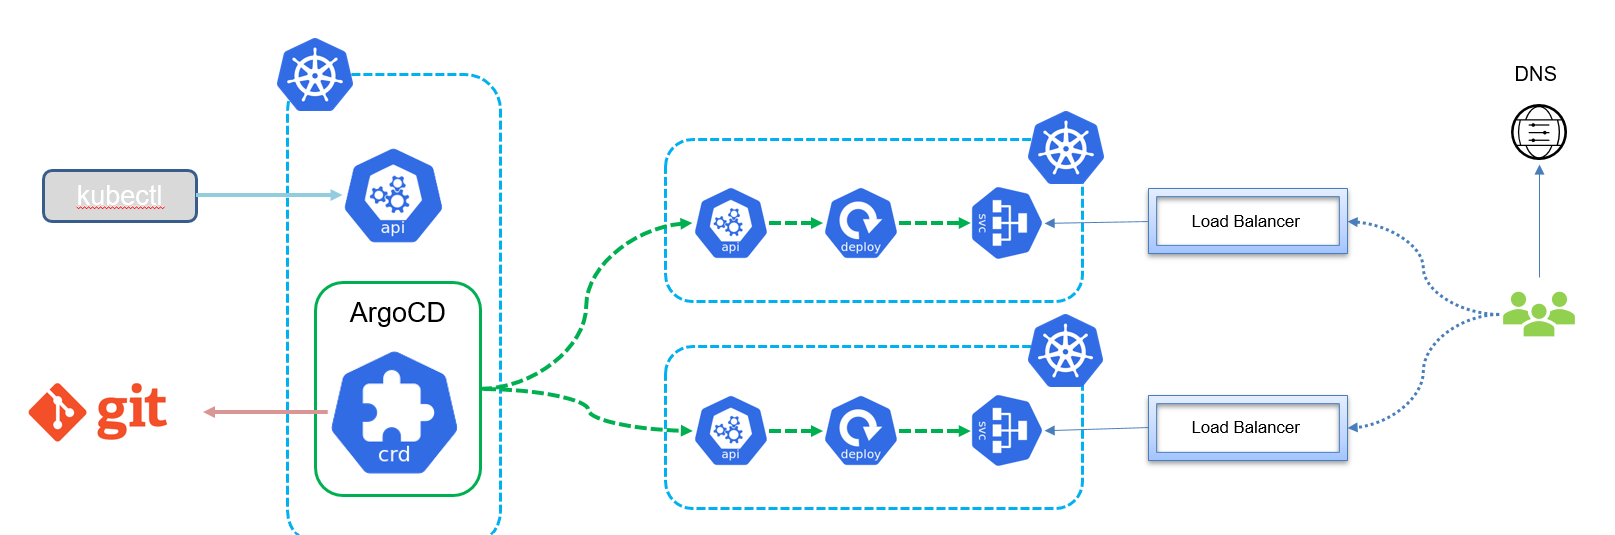 DNS
kubectl
api
api
deploy
svc
Load Balancer
ArgoCD
crd
git
api
deploy
svc
Load Balancer